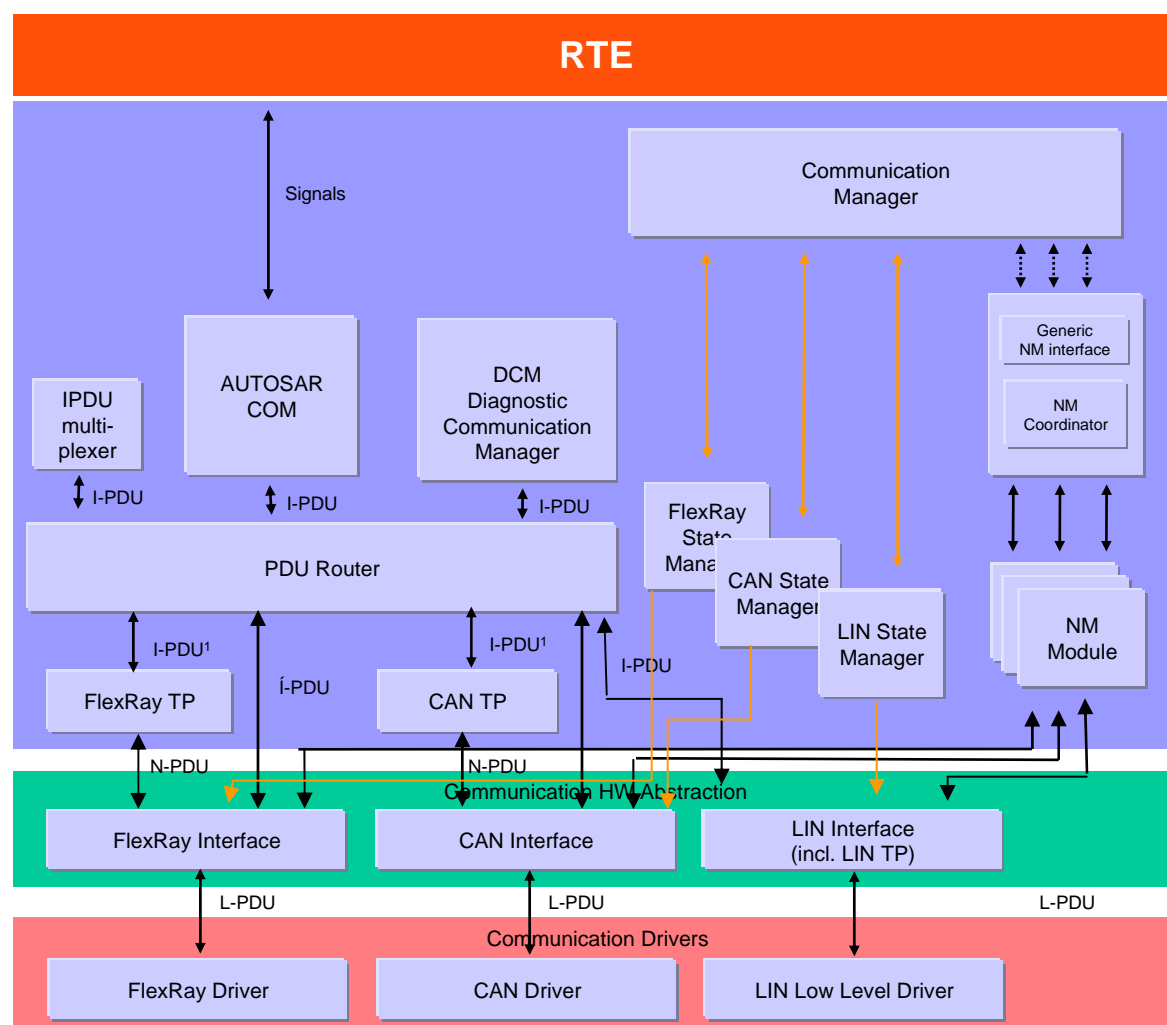 RTE
Signals
Communication
Manager
Generic
NM interface
NM
Coordinator
IPDU
multi-
plexer
AUTOSAR
COM
DCM
Diagnostic
Communication
Manager
I-PDU
I-PDU
I-PDU
PDU Router
FlexRay
State
CAN State
Manager
LIN State
Manager
NM
Module
I-PDU¹
Í-PDU
I-PDU¹
I-PDU
FlexRay TP
CAN TP
N-PDU
N-PDU
Communication HW Abstraction
FlexRay Interface
CAN Interface
LIN Interface
(incl. LIN TP)
L-PDU
L-PDU
L-PDU
Communication Drivers
FlexRay Driver
CAN Driver
LIN Low Level Driver